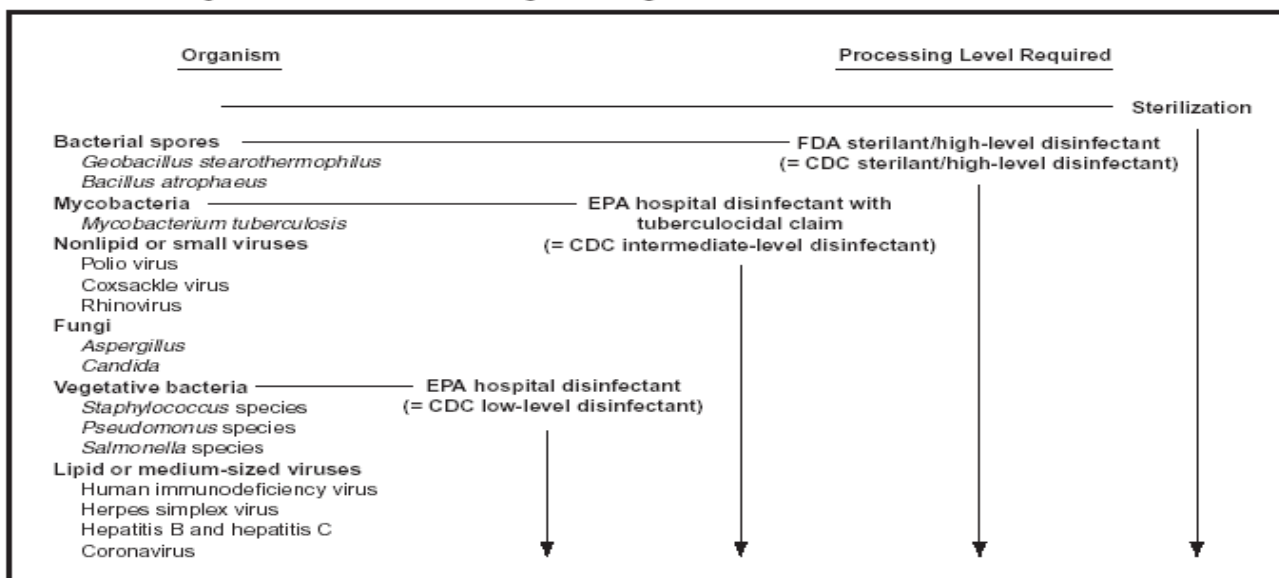 Organism Processing Level Required
Sterilization
Bacterial spores FDA sterilant/high-level disinfectant
Geobacillus stearothermophilus (= CDC sterilant/high-level disinfectant)
Bacillus atrophaeus
Mycobacteria EPA hospital disinfectant with
Mycobacterium tuberculosis tuberculocidal claim
Nonlipid or small viruses (= CDC intermediate-level disinfectant)
Polio virus
Coxsackle virus
Rhinovirus
Fungi
Aspergillus
Candida
Vegetative bacteria EPA hospital disinfectant
Staphylococcus species (= CDC low-level disinfectant)
Pseudomonus species
Salmonella species
Lipid or medium-sized viruses
Human immunodeficiency virus
Herpes simplex virus
Hepatitis B and hepatitis C
Coronavirus